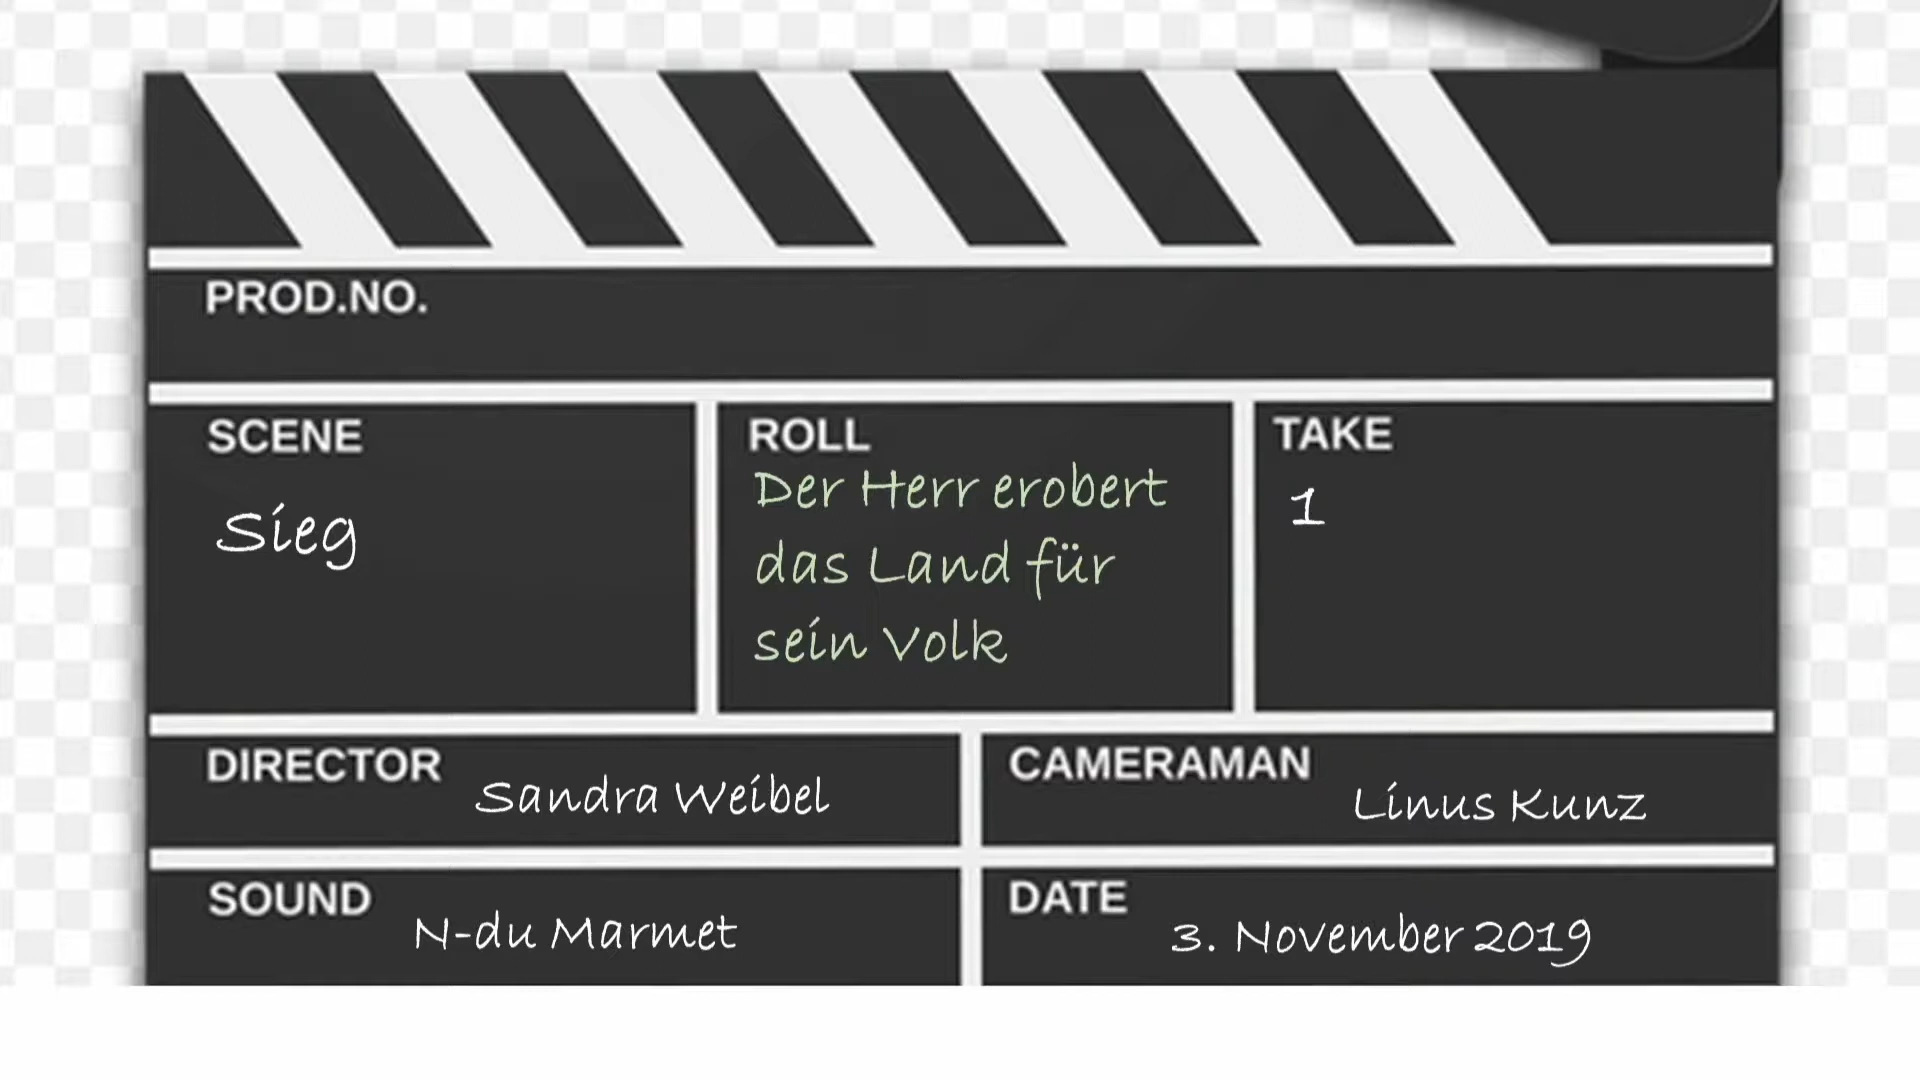 PROD.NO.
SCENE
Sieg
ROLL
Der Herr erobert
das Land für
sein Volk
TAKE
1
DIRECTOR
Sandra Weibel
CAMERAMAN
Linus Kunz
SOUND
N-du Marmet
DATE
3. November 2019